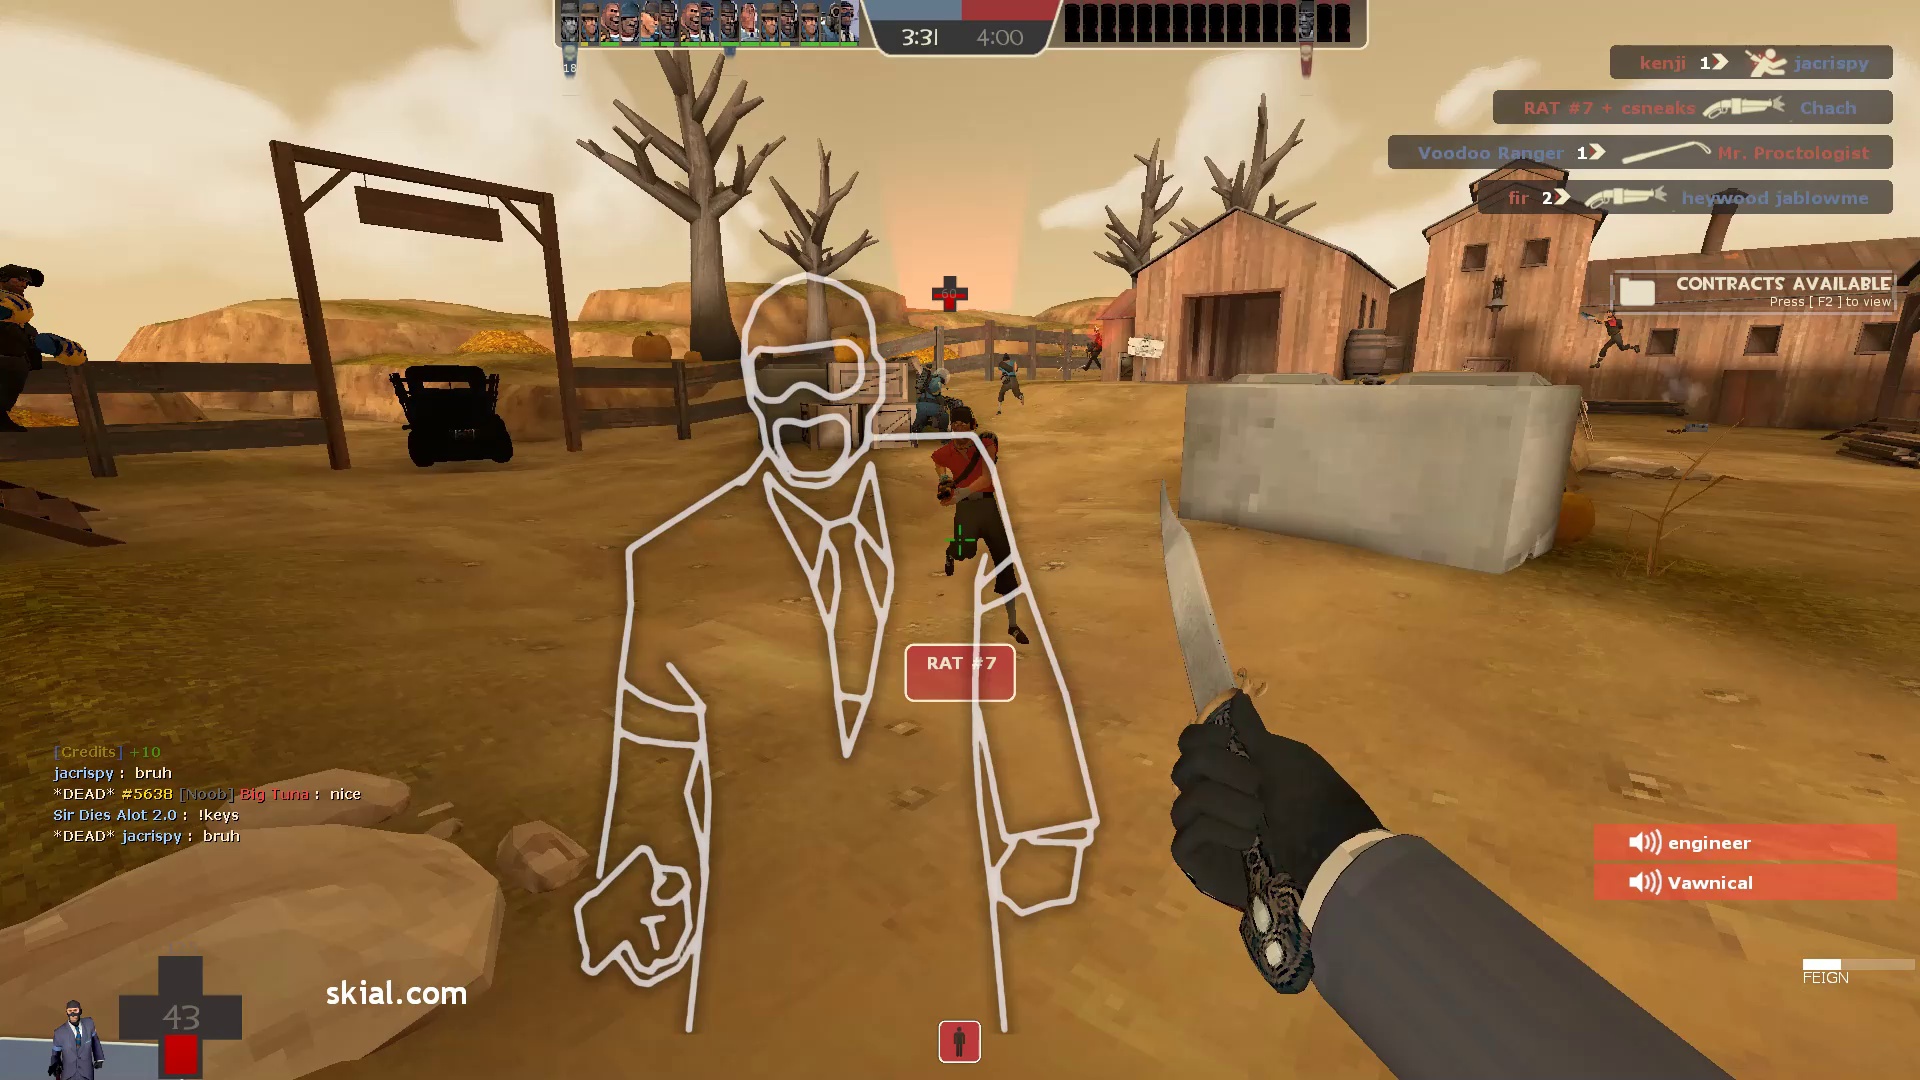 3:31 4:00
18
kenji 1 jacrispy
RAT #7 + csneaks Chach
Voodoo Ranger 1 Mr. Proctologist
fir 2 heywood jablowme
CONTRACTS AVAILABLE
Press [ F2 ] to view
60
RAT #7
[Credits] +10
jacrispy : bruh
*DEAD* #5638 [Noob] Big Tuna : nice
Sir Dies Alot 2.0 : !keys
*DEAD* jacrispy : bruh
engineer
Vawnical
FEIGN
skial.com
43